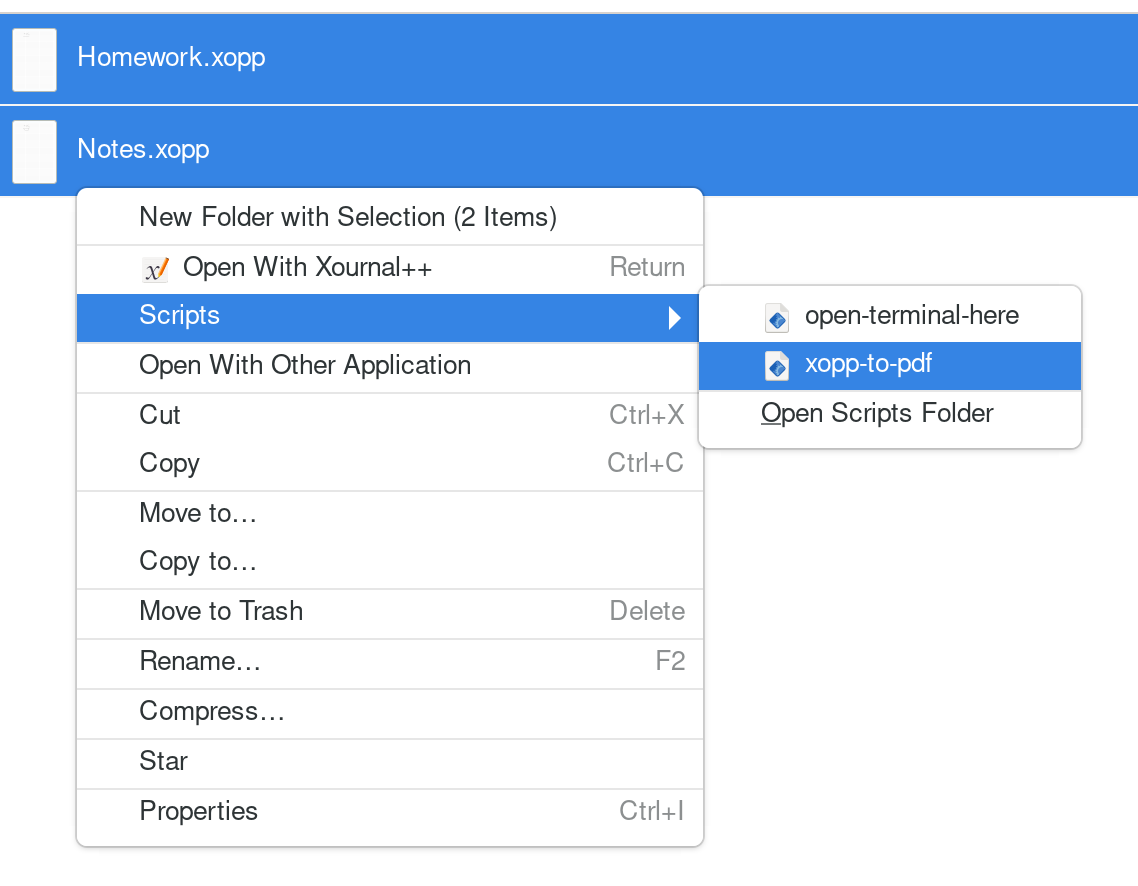 Homework.xopp
Notes.xopp
New Folder with Selection (2 Items)
Open With Xournal++ Return
Scripts
Open With Other Application
Cut Ctrl+X
Copy Ctrl+C
Move to…
Copy to…
Move to Trash Delete
Rename… F2
Compress…
Star
Properties Ctrl+I
open-terminal-here
xopp-to-pdf
Open Scripts Folder